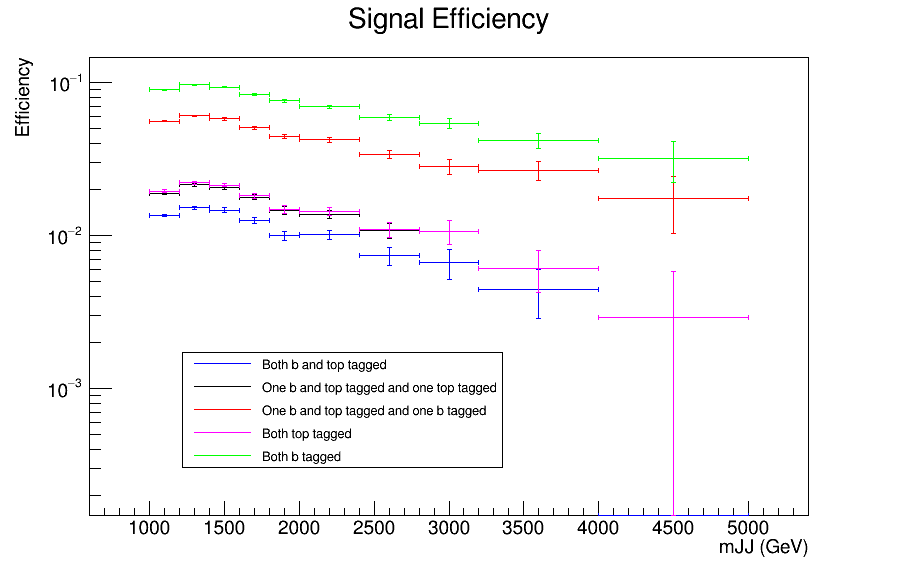 Signal Efficiency
Efficiency
10⁻¹
10⁻²
10⁻³
Both b and top tagged
One b and top tagged and one top tagged
One b and top tagged and one b tagged
Both top tagged
Both b tagged
1000 1500 2000 2500 3000 3500 4000 4500 5000
mJJ (GeV)